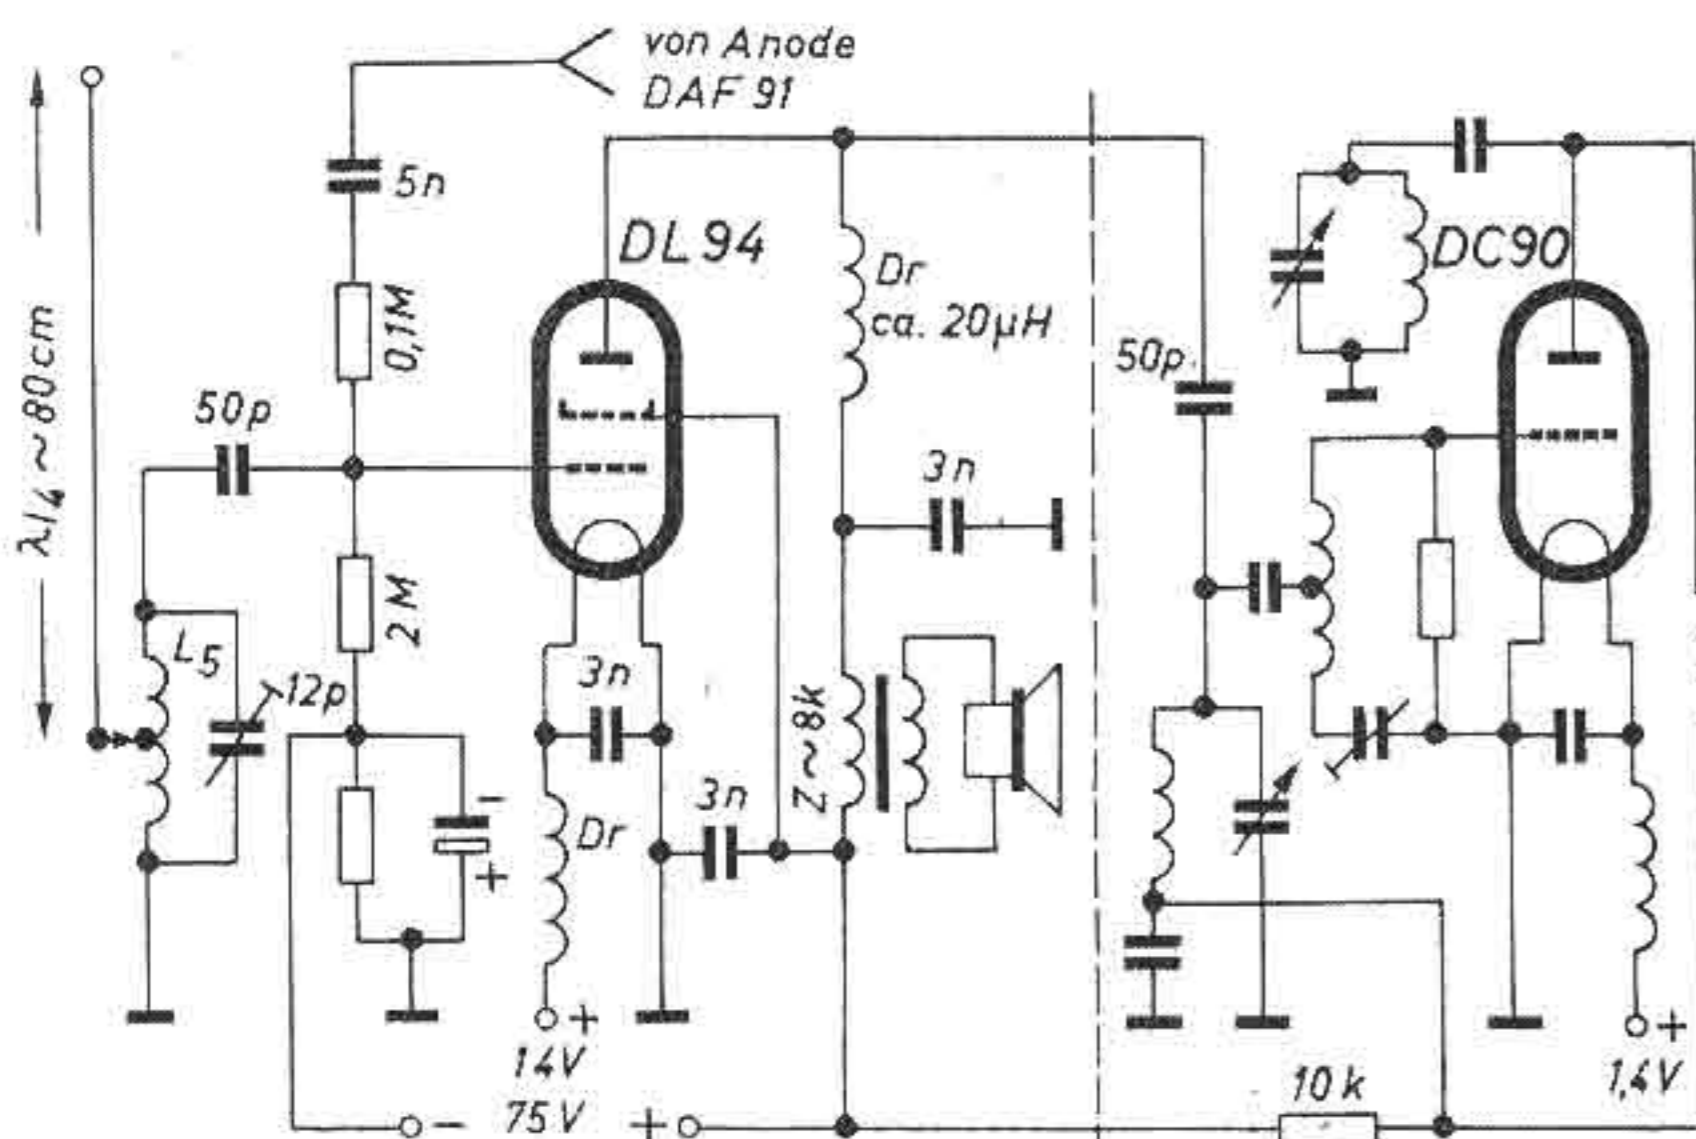 von Anode
DAF 91
5n
DL94
DC90
Dr
ca. 20µH
0,1M
λ/4 ~ 80cm
50p
50p
3n
2M
L5
12p
3n
Z~8k
3n
Dr
-
+
+
14V
+
1,4V
10k
- 75V +